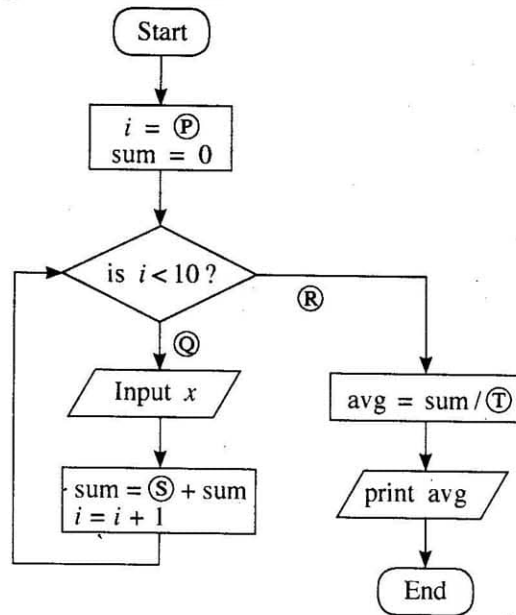 Start
i = Ⓟ
sum = 0
is i < 10 ?
Ⓡ
Ⓠ
Input x
avg = sum / Ⓣ
sum = Ⓢ + sum
i = i + 1
print avg
End